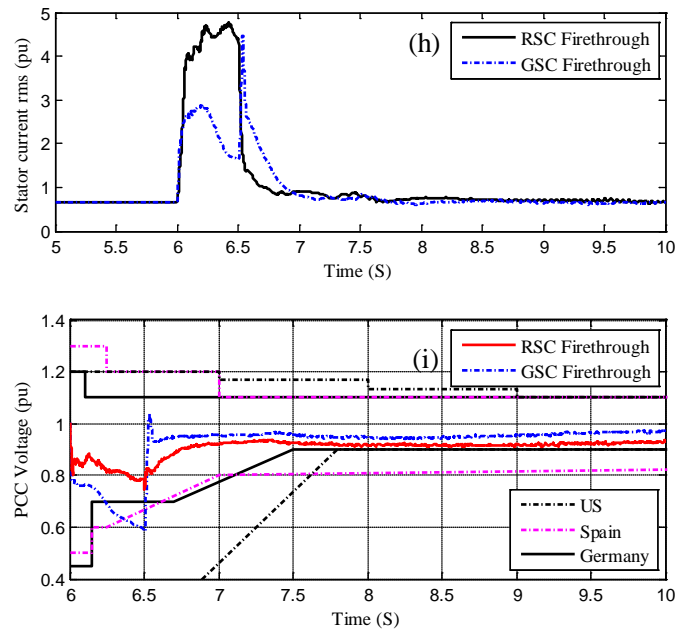 5
4
3
2
1
0
Stator current rms (pu)
(h)
RSC Firethrough
GSC Firethrough
5 5.5 6 6.5 7 7.5 8 8.5 9 9.5 10
Time (S)
1.4
1.2
1
0.8
0.6
0.4
PCC Voltage (pu)
(i)
RSC Firethrough
GSC Firethrough
US
Spain
Germany
6 6.5 7 7.5 8 8.5 9 9.5 10
Time (S)